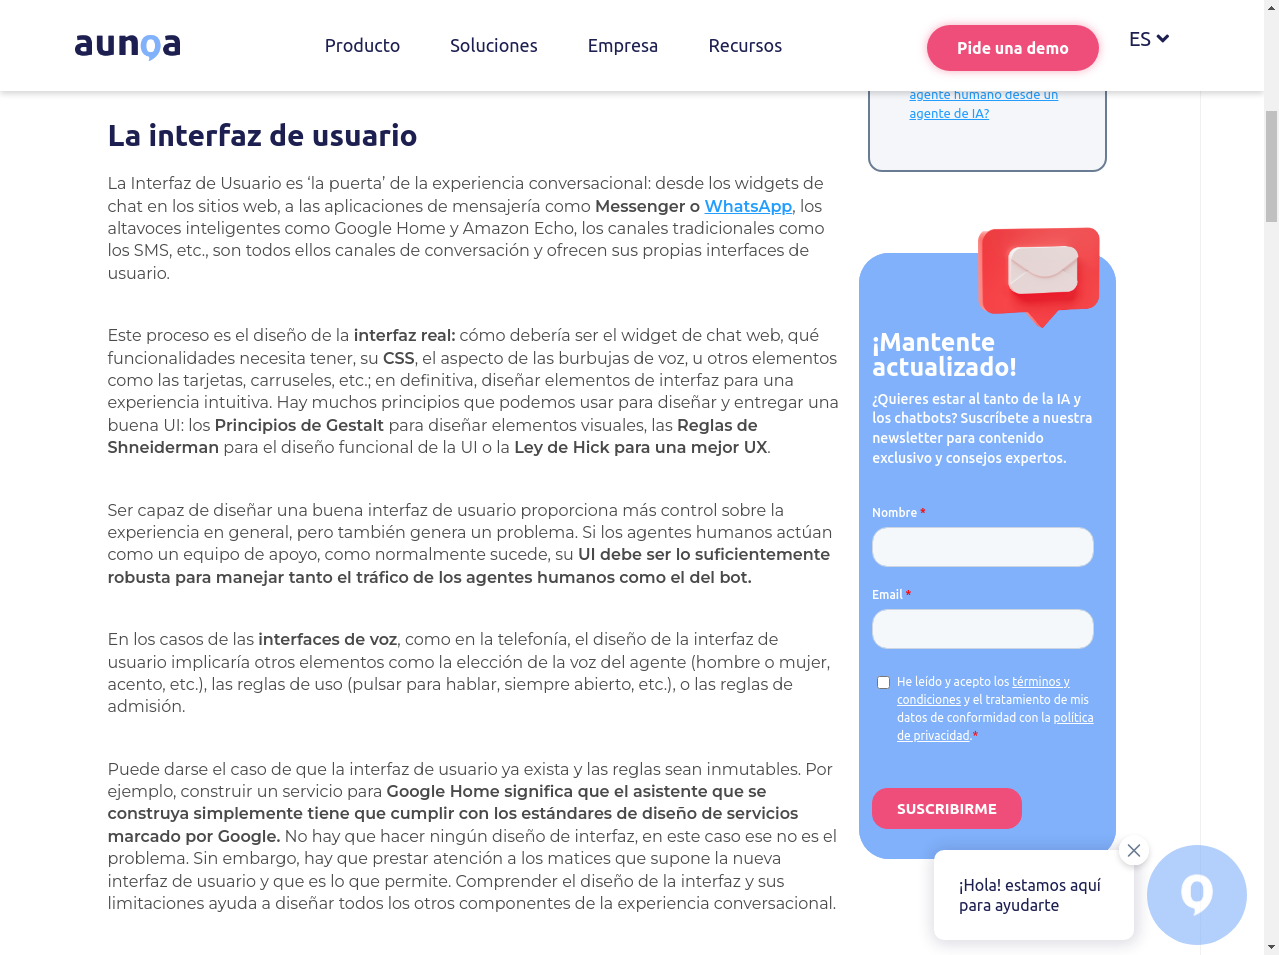 aunoa
Producto
Soluciones
Empresa
Recursos
Pide una demo
ES
agente humano desde un
agente de IA?
La interfaz de usuario
La Interfaz de Usuario es ‘la puerta’ de la experiencia conversacional: desde los widgets de
chat en los sitios web, a las aplicaciones de mensajería como Messenger o WhatsApp, los
altavoces inteligentes como Google Home y Amazon Echo, los canales tradicionales como
los SMS, etc., son todos ellos canales de conversación y ofrecen sus propias interfaces de
usuario.
Este proceso es el diseño de la interfaz real: cómo debería ser el widget de chat web, qué
funcionalidades necesita tener, su CSS, el aspecto de las burbujas de voz, u otros elementos
como las tarjetas, carruseles, etc.; en definitiva, diseñar elementos de interfaz para una
experiencia intuitiva. Hay muchos principios que podemos usar para diseñar y entregar una
buena UI: los Principios de Gestalt para diseñar elementos visuales, las Reglas de
Shneiderman para el diseño funcional de la UI o la Ley de Hick para una mejor UX.
Ser capaz de diseñar una buena interfaz de usuario proporciona más control sobre la
experiencia en general, pero también genera un problema. Si los agentes humanos actúan
como un equipo de apoyo, como normalmente sucede, su UI debe ser lo suficientemente
robusta para manejar tanto el tráfico de los agentes humanos como el del bot.
En los casos de las interfaces de voz, como en la telefonía, el diseño de la interfaz de
usuario implicaría otros elementos como la elección de la voz del agente (hombre o mujer,
acento, etc.), las reglas de uso (pulsar para hablar, siempre abierto, etc.), o las reglas de
admisión.
Puede darse el caso de que la interfaz de usuario ya exista y las reglas sean inmutables. Por
ejemplo, construir un servicio para Google Home significa que el asistente que se
construya simplemente tiene que cumplir con los estándares de diseño de servicios
marcado por Google. No hay que hacer ningún diseño de interfaz, en este caso ese no es el
problema. Sin embargo, hay que prestar atención a los matices que supone la nueva
interfaz de usuario y que es lo que permite. Comprender el diseño de la interfaz y sus
limitaciones ayuda a diseñar todos los otros componentes de la experiencia conversacional.
¡Mantente
actualizado!
¿Quieres estar al tanto de la IA y
los chatbots? Suscríbete a nuestra
newsletter para contenido
exclusivo y consejos expertos.
Nombre *
Email *
He leído y acepto los términos y
condiciones y el tratamiento de mis
datos de conformidad con la política
de privacidad.*
SUSCRIBIRME
¡Hola! estamos aquí
para ayudarte